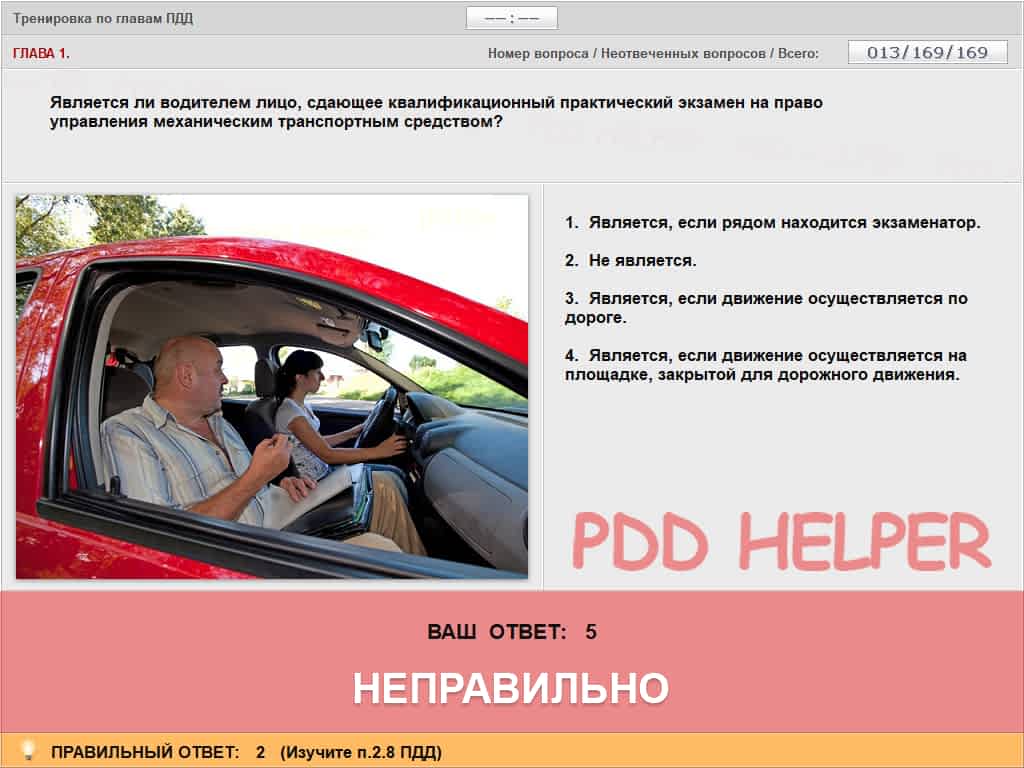 Тренировка по главам ПДД
—— : ——
ГЛАВА 1.
Номер вопроса / Неотвеченных вопросов / Всего:
013/169/169
Является ли водителем лицо, сдающее квалификационный практический экзамен на право
управления механическим транспортным средством?
1. Является, если рядом находится экзаменатор.
2. Не является.
3. Является, если движение осуществляется по
дороге.
4. Является, если движение осуществляется на
площадке, закрытой для дорожного движения.
PDD HELPER
ВАШ ОТВЕТ: 5
НЕПРАВИЛЬНО
ПРАВИЛЬНЫЙ ОТВЕТ: 2 (Изучите п.2.8 ПДД)